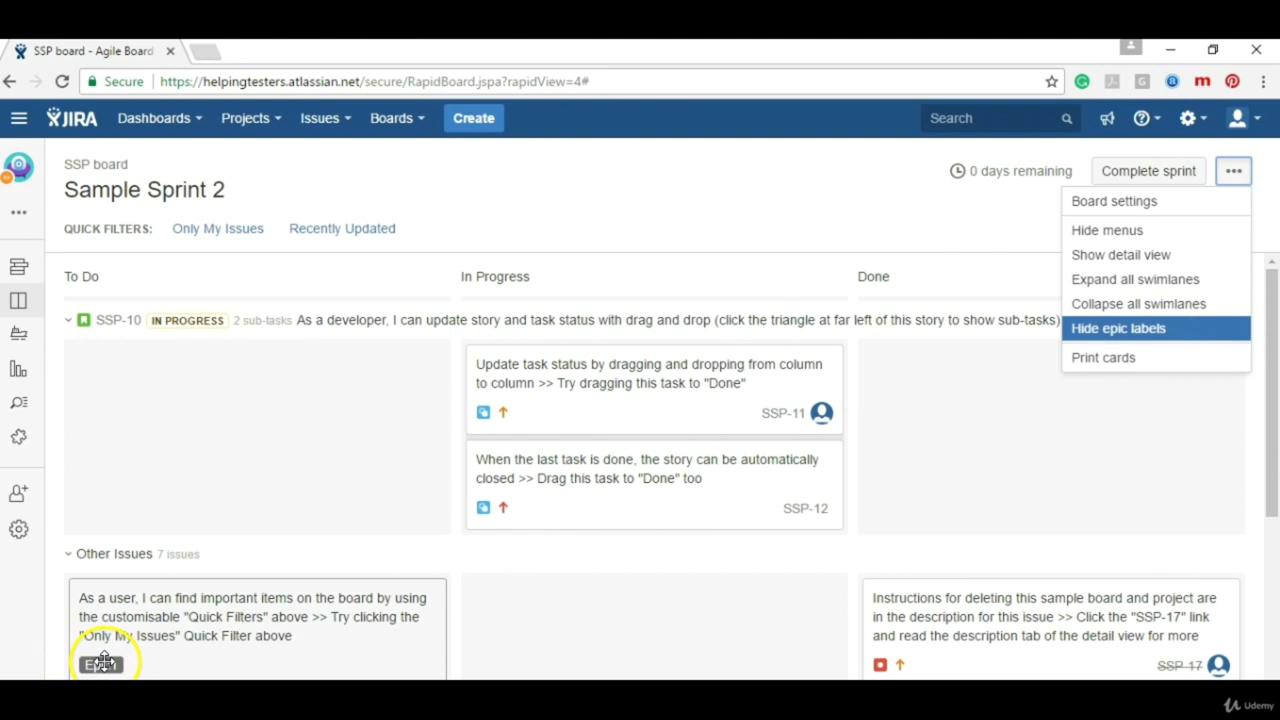 SSP board - Agile Board
Secure
https://helpingtesters.atlassian.net/secure/RapidBoard.jspa?rapidView=4#
JIRA
Dashboards
Projects
Issues
Boards
Create
Search
SSP board
Sample Sprint 2
0 days remaining
Complete sprint
QUICK FILTERS:
Only My Issues
Recently Updated
Board settings
Hide menus
Show detail view
Expand all swimlanes
Collapse all swimlanes
Hide epic labels
Print cards
To Do
In Progress
Done
SSP-10 IN PROGRESS 2 sub-tasks As a developer, I can update story and task status with drag and drop (click the triangle at far left of this story to show sub-tasks)
Update task status by dragging and dropping from column
to column >> Try dragging this task to "Done"
SSP-11
When the last task is done, the story can be automatically
closed >> Drag this task to "Done" too
SSP-12
Other Issues 7 issues
As a user, I can find important items on the board by using
the customisable "Quick Filters" above >> Try clicking the
"Only My Issues" Quick Filter above
Instructions for deleting this sample board and project are
in the description for this issue >> Click the "SSP-17" link
and read the description tab of the detail view for more
SSP-17
Udemy